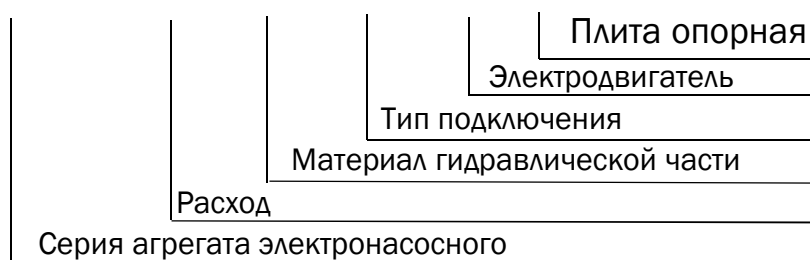 Плита опорная
Электродвигатель
Тип подключения
Материал гидравлической части
Расход
Серия агрегата электронасосного